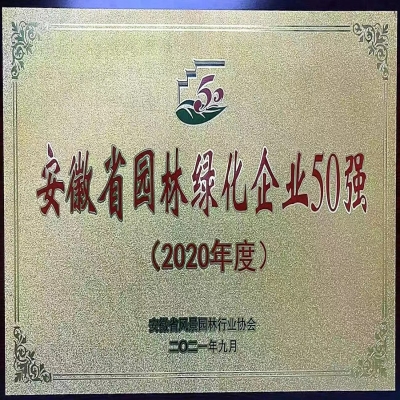 50
安徽省园林绿化企业50强
(2020年度)
安徽省风景园林行业协会
二〇二一年九月